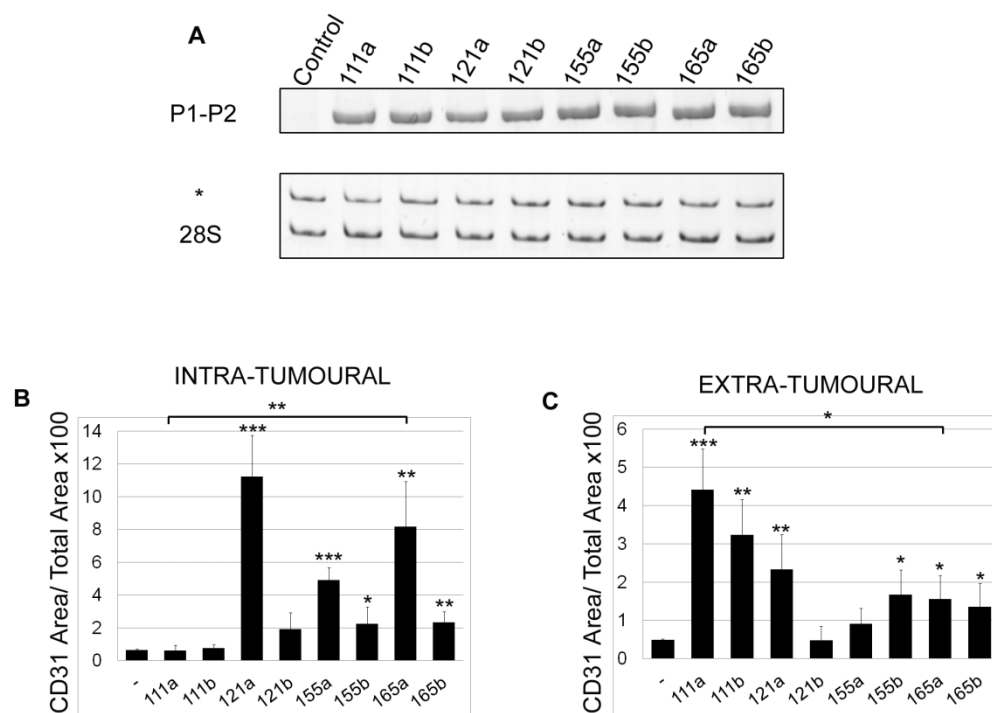 A
Control 111a 111b 121a 121b 155a 155b 165a 165b
P1-P2
*
28S
B
INTRA-TUMOURAL
**
CD31 Area/ Total Area x100
14
12
10
8
6
4
2
0
***
***
*
**
**
- 111a 111b 121a 121b 155a 155b 165a 165b
C
EXTRA-TUMOURAL
*
CD31 Area/ Total Area x100
6
5
4
3
2
1
0
***
**
**
*
*
*
- 111a 111b 121a 121b 155a 155b 165a 165b